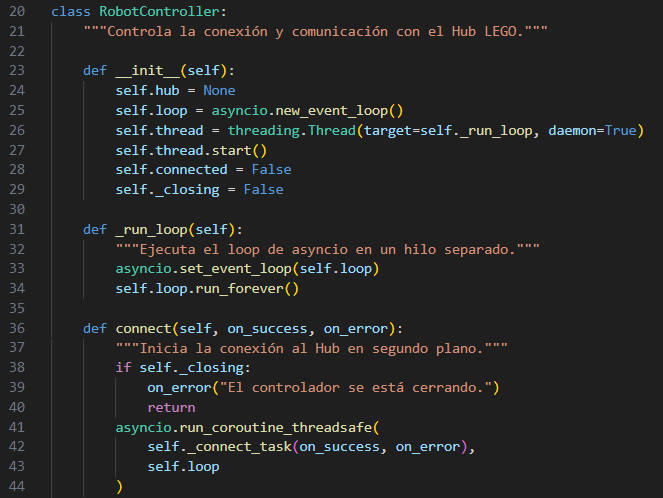 20 class RobotController:
21     """Controla la conexión y comunicación con el Hub LEGO."""
22
23     def __init__(self):
24         self.hub = None
25         self.loop = asyncio.new_event_loop()
26         self.thread = threading.Thread(target=self._run_loop, daemon=True)
27         self.thread.start()
28         self.connected = False
29         self._closing = False
30
31     def _run_loop(self):
32         """Ejecuta el loop de asyncio en un hilo separado."""
33         asyncio.set_event_loop(self.loop)
34         self.loop.run_forever()
35
36     def connect(self, on_success, on_error):
37         """Inicia la conexión al Hub en segundo plano."""
38         if self._closing:
39             on_error("El controlador se está cerrando.")
40             return
41         asyncio.run_coroutine_threadsafe(
42             self._connect_task(on_success, on_error),
43             self.loop
44         )